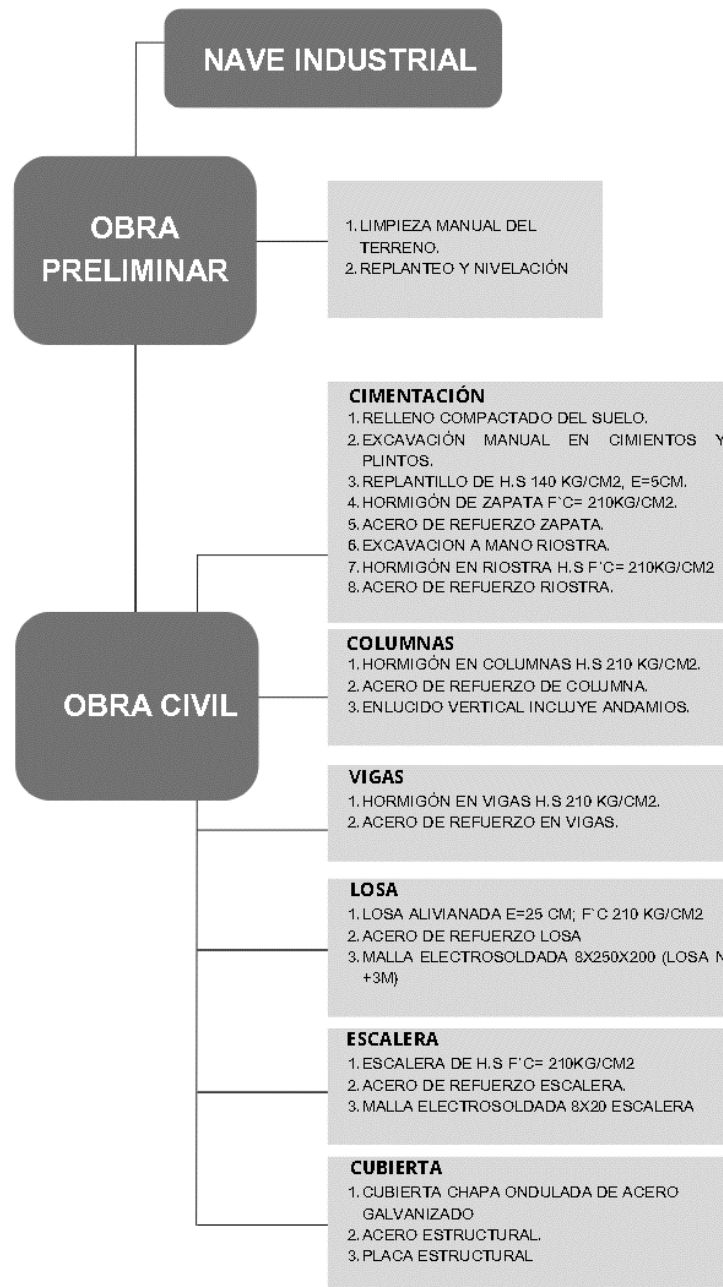 NAVE INDUSTRIAL
OBRA
PRELIMINAR
1. LIMPIEZA MANUAL DEL
TERRENO.
2. REPLANTEO Y NIVELACIÓN
CIMENTACIÓN
1. RELLENO COMPACTADO DEL SUELO.
2. EXCAVACIÓN MANUAL EN CIMIENTOS Y
PLINTOS.
3. REPLANTILLO DE H.S 140 KG/CM2, E=5CM.
4. HORMIGÓN DE ZAPATA F`C= 210KG/CM2.
5. ACERO DE REFUERZO ZAPATA.
6. EXCAVACION A MANO RIOSTRA.
7. HORMIGÓN EN RIOSTRA H.S F`C= 210KG/CM2
8. ACERO DE REFUERZO RIOSTRA.
OBRA CIVIL
COLUMNAS
1. HORMIGÓN EN COLUMNAS H.S 210 KG/CM2.
2. ACERO DE REFUERZO DE COLUMNA.
3. ENLUCIDO VERTICAL INCLUYE ANDAMIOS.
VIGAS
1. HORMIGÓN EN VIGAS H.S 210 KG/CM2.
2. ACERO DE REFUERZO EN VIGAS.
LOSA
1. LOSA ALIVIANADA E=25 CM; F`C 210 KG/CM2
2. ACERO DE REFUERZO LOSA
3. MALLA ELECTROSOLDADA 8X250X200 (LOSA N
+3M)
ESCALERA
1. ESCALERA DE H.S F`C= 210KG/CM2
2. ACERO DE REFUERZO ESCALERA.
3. MALLA ELECTROSOLDADA 8X20 ESCALERA
CUBIERTA
1. CUBIERTA CHAPA ONDULADA DE ACERO
GALVANIZADO
2. ACERO ESTRUCTURAL.
3. PLACA ESTRUCTURAL